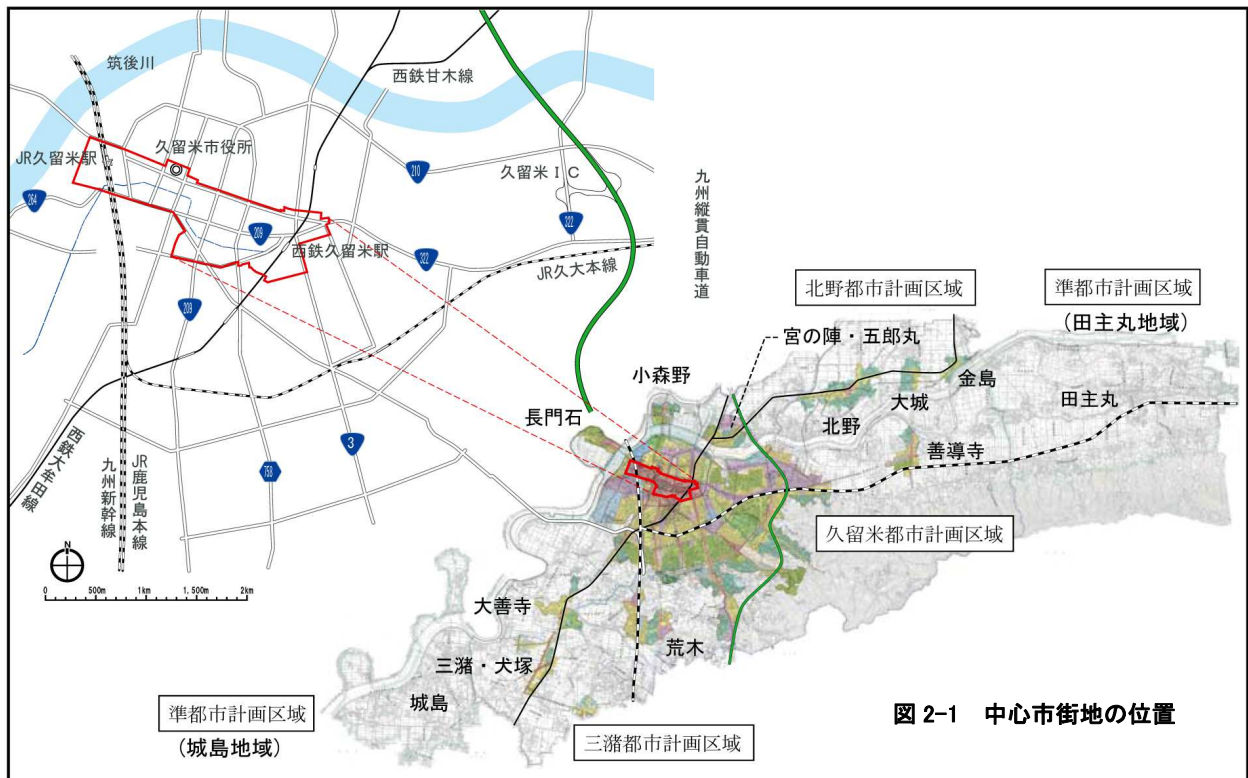 筑後川
西鉄甘木線
JR久留米駅
久留米市役所
久留米IC
九州縦貫自動車道
210
264
209
322
西鉄久留米駅
322
JR久大本線
209
3
758
西鉄大牟田線
九州新幹線
JR鹿児島本線
N
0 500m 1km 1,500m 2km
北野都市計画区域
準都市計画区域
(田主丸地域)
宮の陣・五郎丸
小森野
金島
大城
田主丸
長門石
北野
善導寺
久留米都市計画区域
大善寺
荒木
三潴・犬塚
城島
準都市計画区域
(城島地域)
三潴都市計画区域
図 2-1 中心市街地の位置